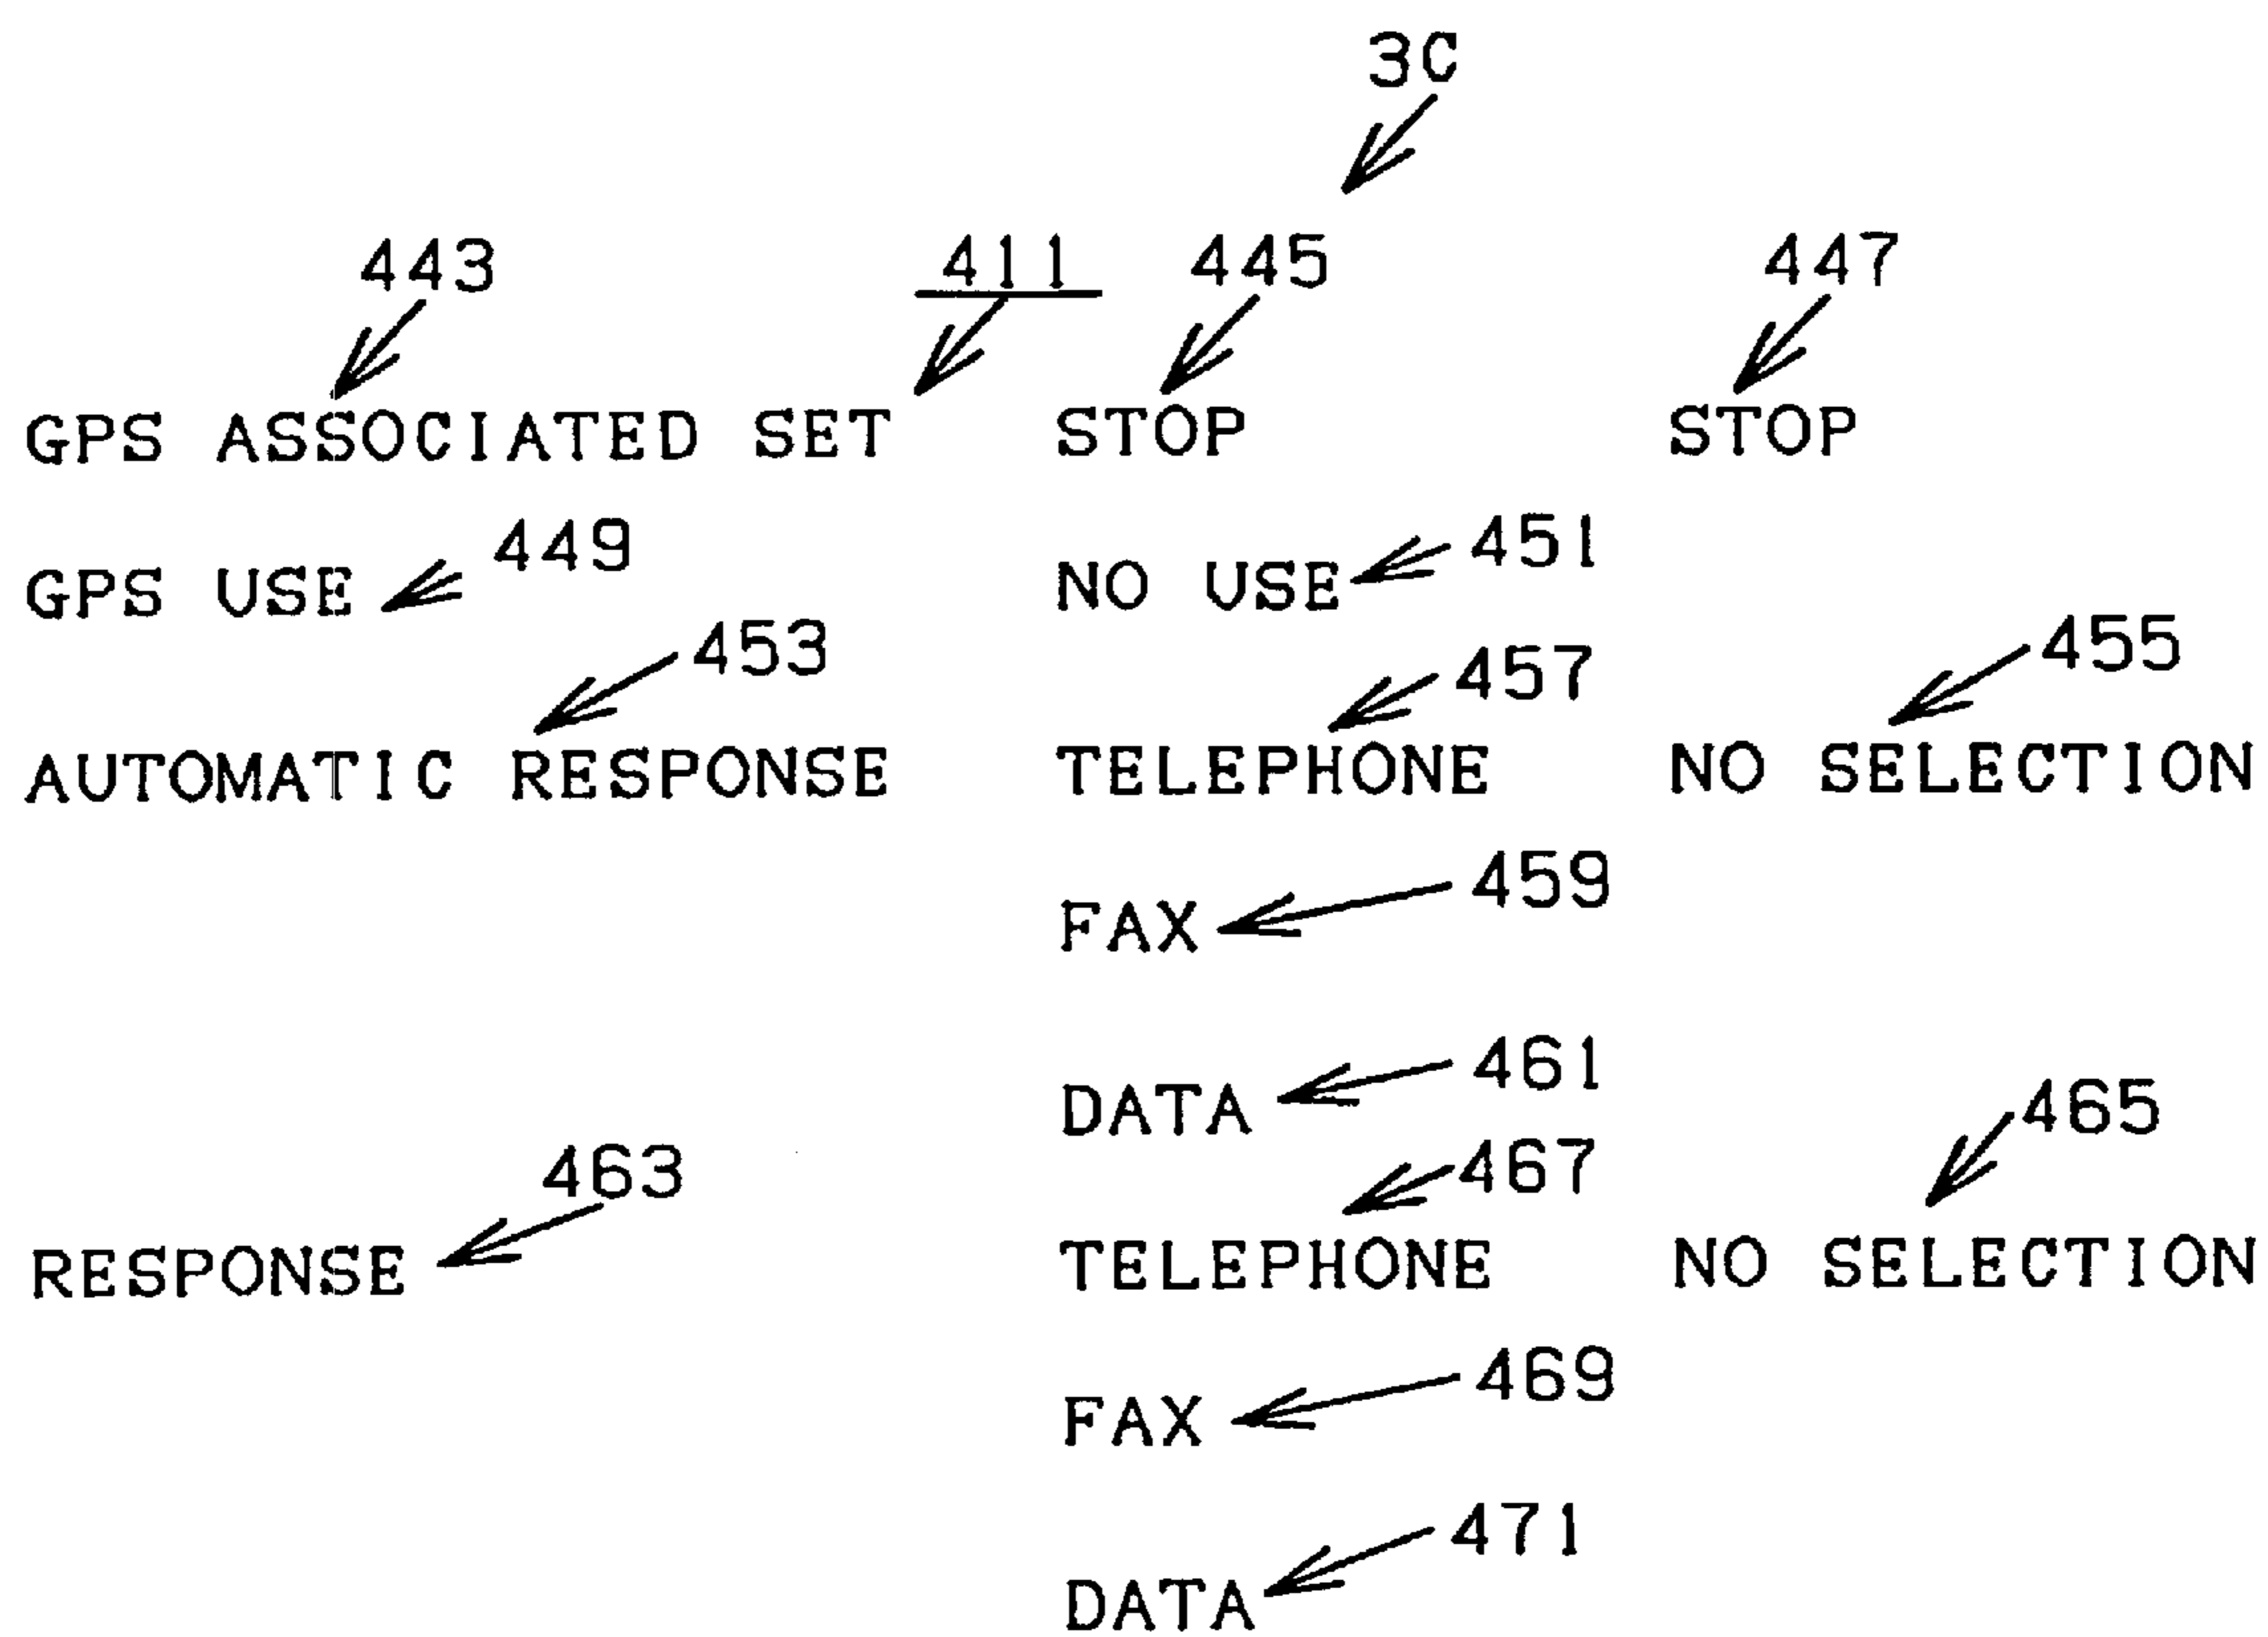 3C
443 411 445 447
GPS ASSOCIATED SET STOP STOP
449 451
GPS USE NO USE
453 457 455
AUTOMATIC RESPONSE TELEPHONE NO SELECTION
459
FAX
461
DATA
465
463 467
RESPONSE TELEPHONE NO SELECTION
469
FAX
471
DATA